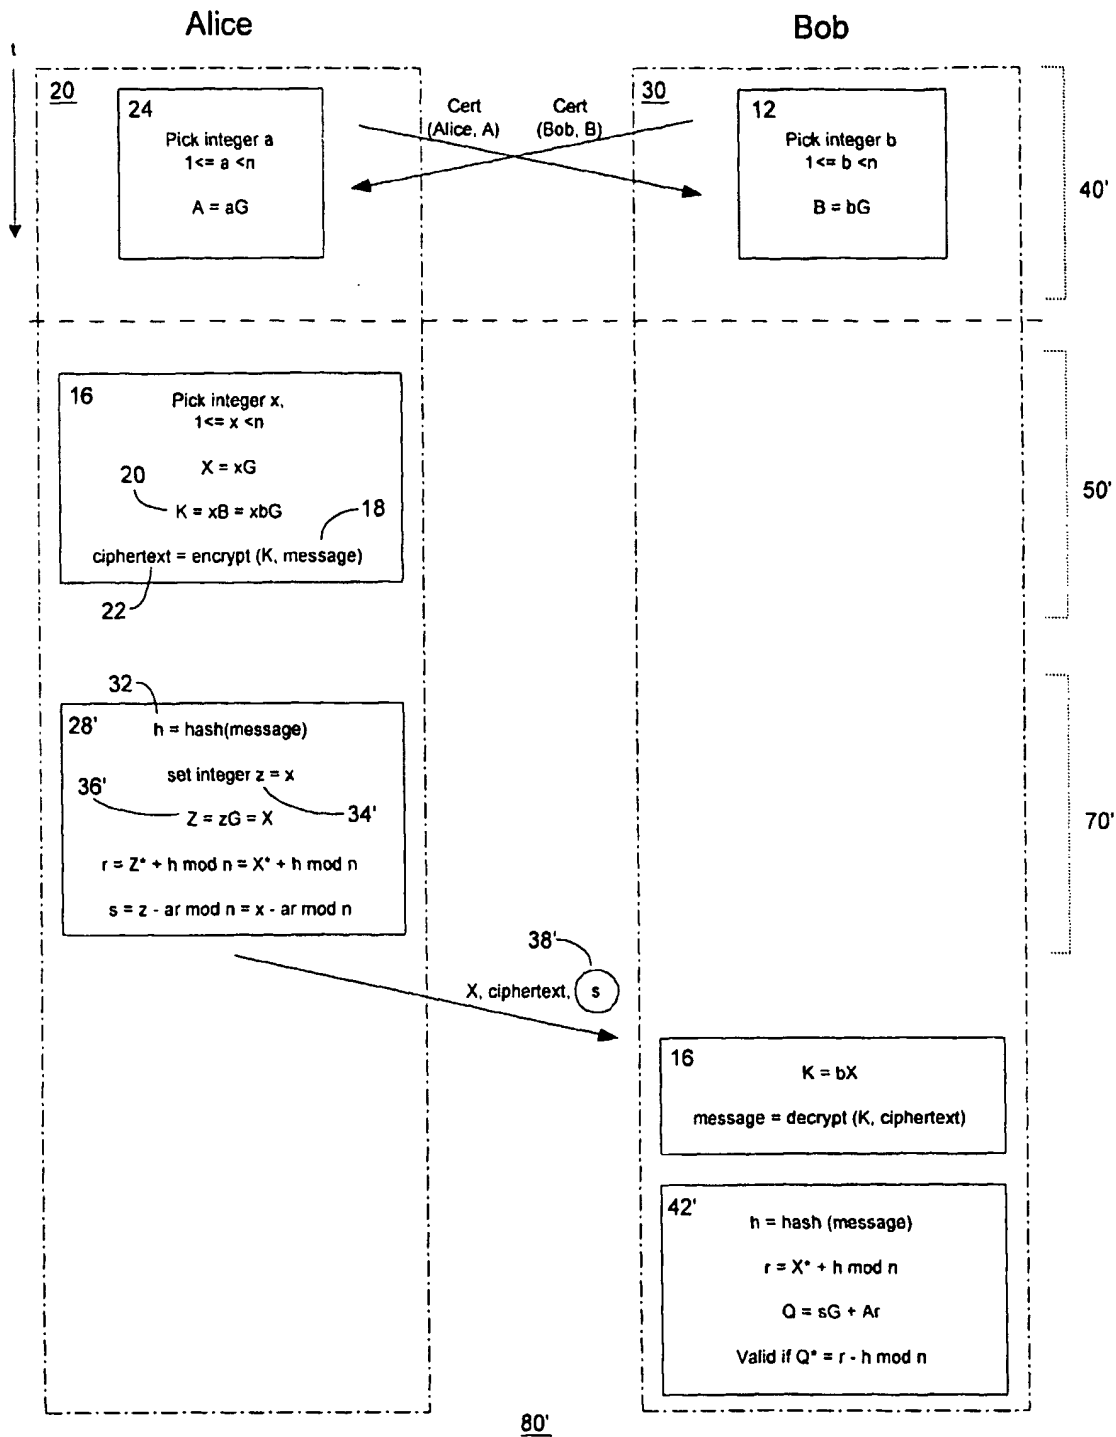 Alice
Bob
t
20
24
Pick integer a
1<= a <n
A = aG
Cert
(Alice, A)
Cert
(Bob, B)
30
12
Pick integer b
1<= b <n
B = bG
40'
16
Pick integer x,
1<= x <n
X = xG
20
K = xB = xbG
18
ciphertext = encrypt (K, message)
22
50'
32
28'
h = hash(message)
set integer z = x
36'
34'
Z = zG = X
r = Z* + h mod n = X* + h mod n
s = z - ar mod n = x - ar mod n
70'
38'
X, ciphertext, s
16
K = bX
message = decrypt (K, ciphertext)
42'
h = hash (message)
r = X* + h mod n
Q = sG + Ar
Valid if Q* = r - h mod n
80'